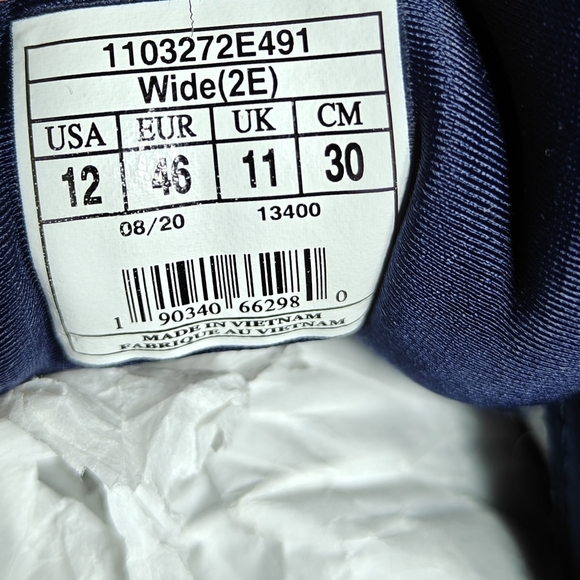 1103272E491
Wide(2E)
USA EUR UK CM
12 46 11 30
08/20 13400
1 90340 66298 0
MADE IN VIETNAM
FABRIQUE AU VIETNAM